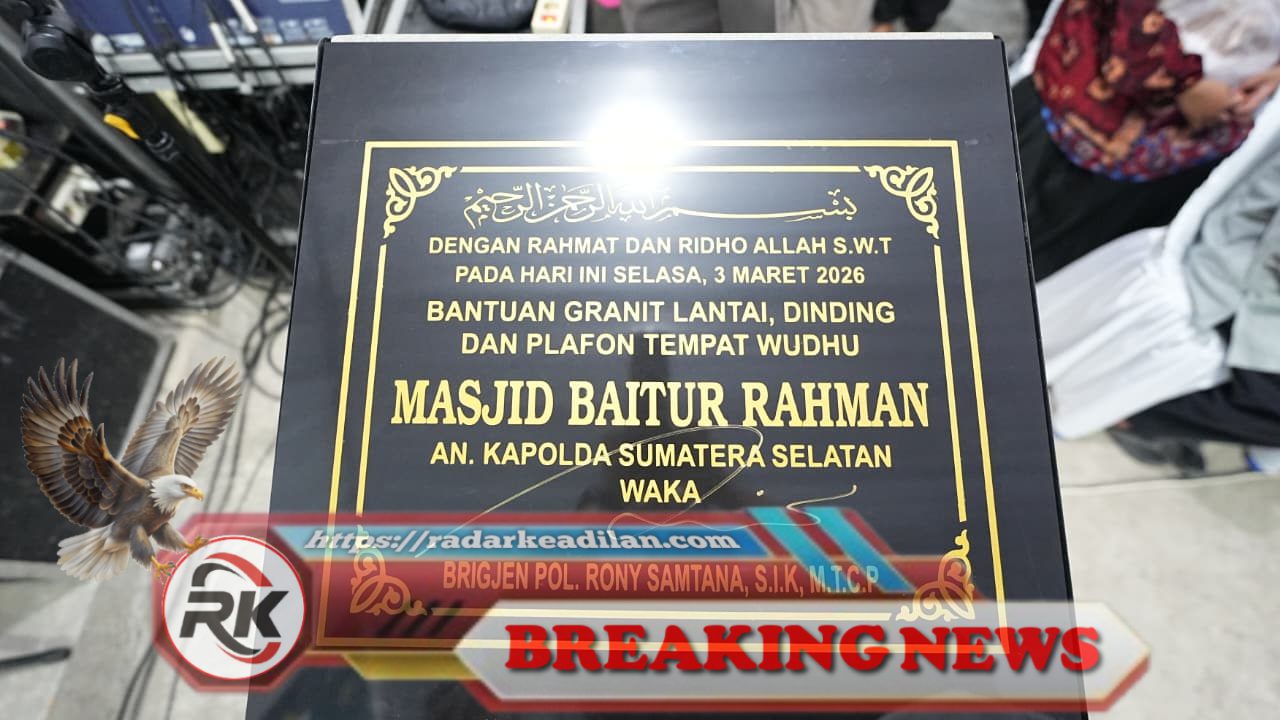 بسم الله الرحمن الرحيم
DENGAN RAHMAT DAN RIDHO ALLAH S.W.T
PADA HARI INI SELASA, 3 MARET 2026
BANTUAN GRANIT LANTAI, DINDING
DAN PLAFON TEMPAT WUDHU
MASJID BAITUR RAHMAN
AN. KAPOLDA SUMATERA SELATAN
WAKA
https://radarkeadilan.com
BRIGJEN POL. RONY SAMTANA, S.I.K, M.T.C.P
RK
BREAKING NEWS